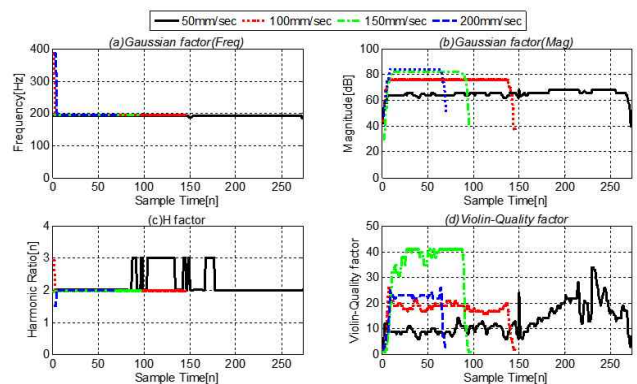 50mm/sec 100mm/sec 150mm/sec 200mm/sec
(a)Gaussian factor(Freq)
Frequency[Hz]
400
300
200
100
0
0 50 100 150 200 250
Sample Time[n]
(b)Gaussian factor(Mag)
Magnitude[dB]
100
80
60
40
20
0
0 50 100 150 200 250
Sample Time[n]
(c)H factor
Harmonic Ratio[n]
4
3
2
1
0 50 100 150 200 250
Sample Time[n]
(d)Violin-Quality factor
Violin-Quality factor
50
40
30
20
10
0
0 50 100 150 200 250
Sample Time[n]